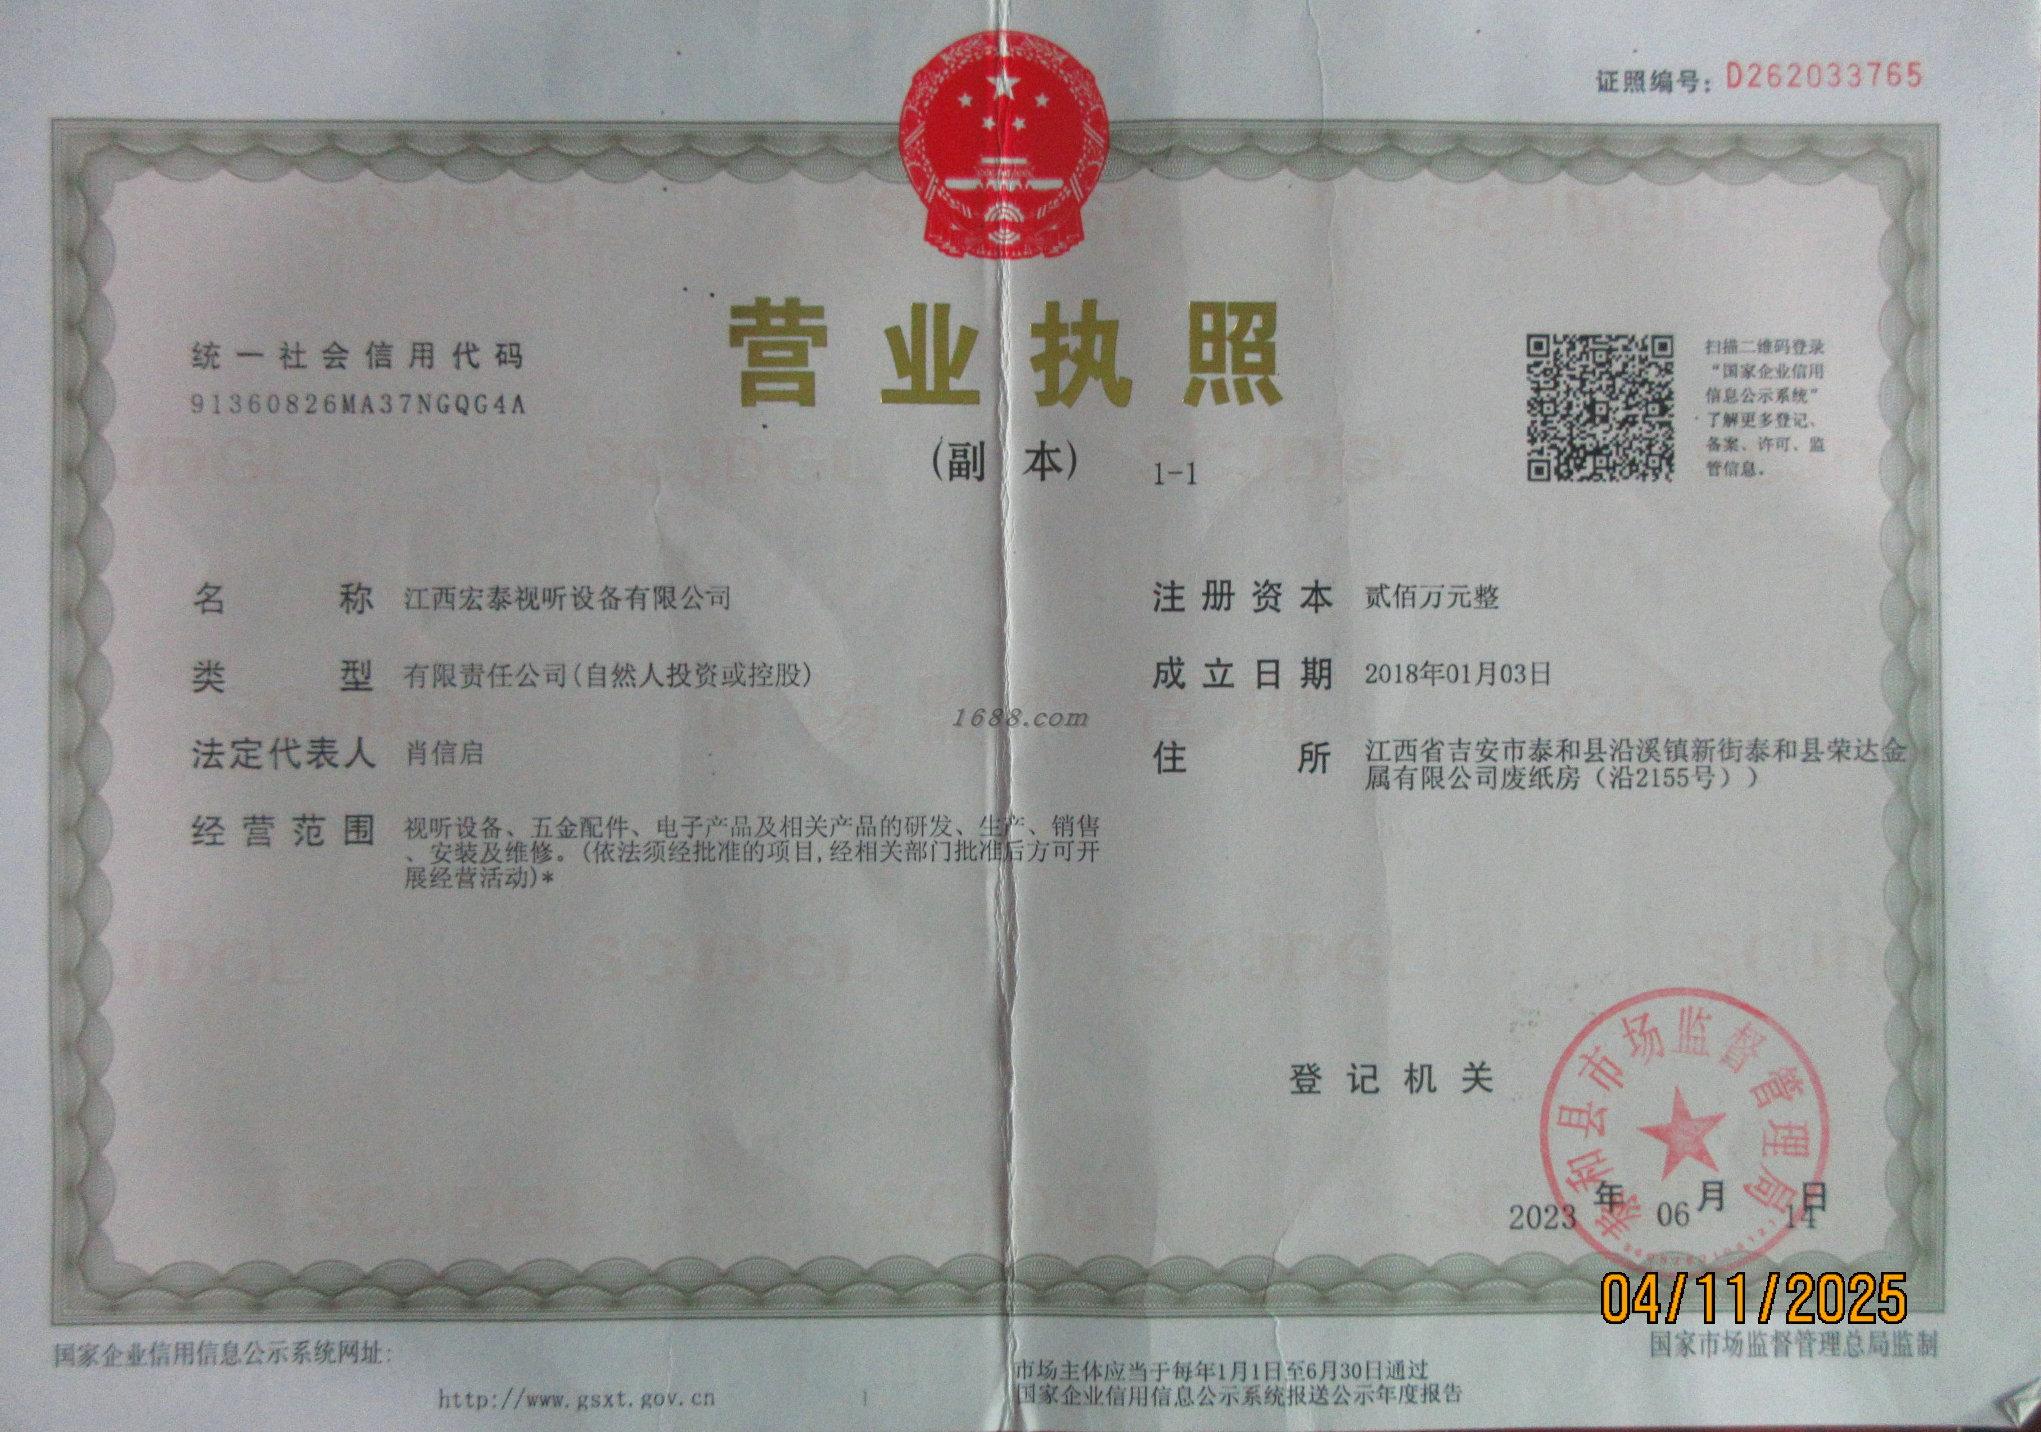 证照编号: D262033765
营业执照
(副本) 1-1
统一社会信用代码
91360826MA37NGQG4A
扫描二维码登录
“国家企业信用
信息公示系统”
了解更多登记、
备案、许可、监
管信息。
名称 江西宏泰视听设备有限公司
类型 有限责任公司(自然人投资或控股)
法定代表人 肖信启
经营范围 视听设备、五金配件、电子产品及相关产品的研发、生产、销售
、安装及维修。(依法须经批准的项目,经相关部门批准后方可开
展经营活动)*
注册资本 贰佰万元整
成立日期 2018年01月03日
住所 江西省吉安市泰和县沿溪镇新街泰和县荣达金
属有限公司废纸房（沿2155号））
1688.com
登记机关
泰和县市场监督管理局
2023年06月14日
04/11/2025
国家企业信用信息公示系统网址:
http://www.gsxt.gov.cn
市场主体应当于每年1月1日至6月30日通过
国家企业信用信息公示系统报送公示年度报告
国家市场监督管理总局监制